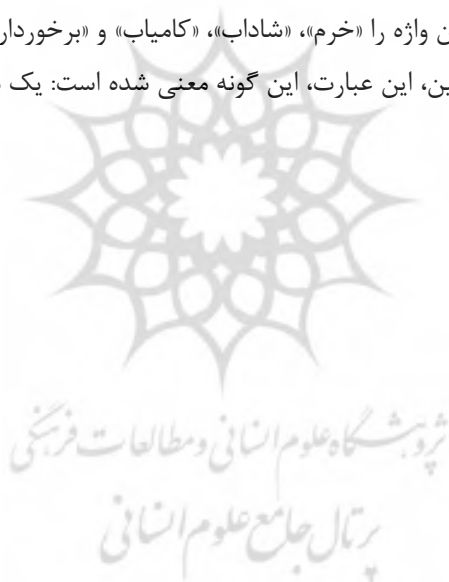 ن واژه را «خرم»، «شاداب»، «کامیاب» و «برخوردار
ین، این عبارت، این گونه معنی شده است: یک
پژوهشگاه علوم انسانی و مطالعات فرهنگی
پرتال جامع علوم انسانی